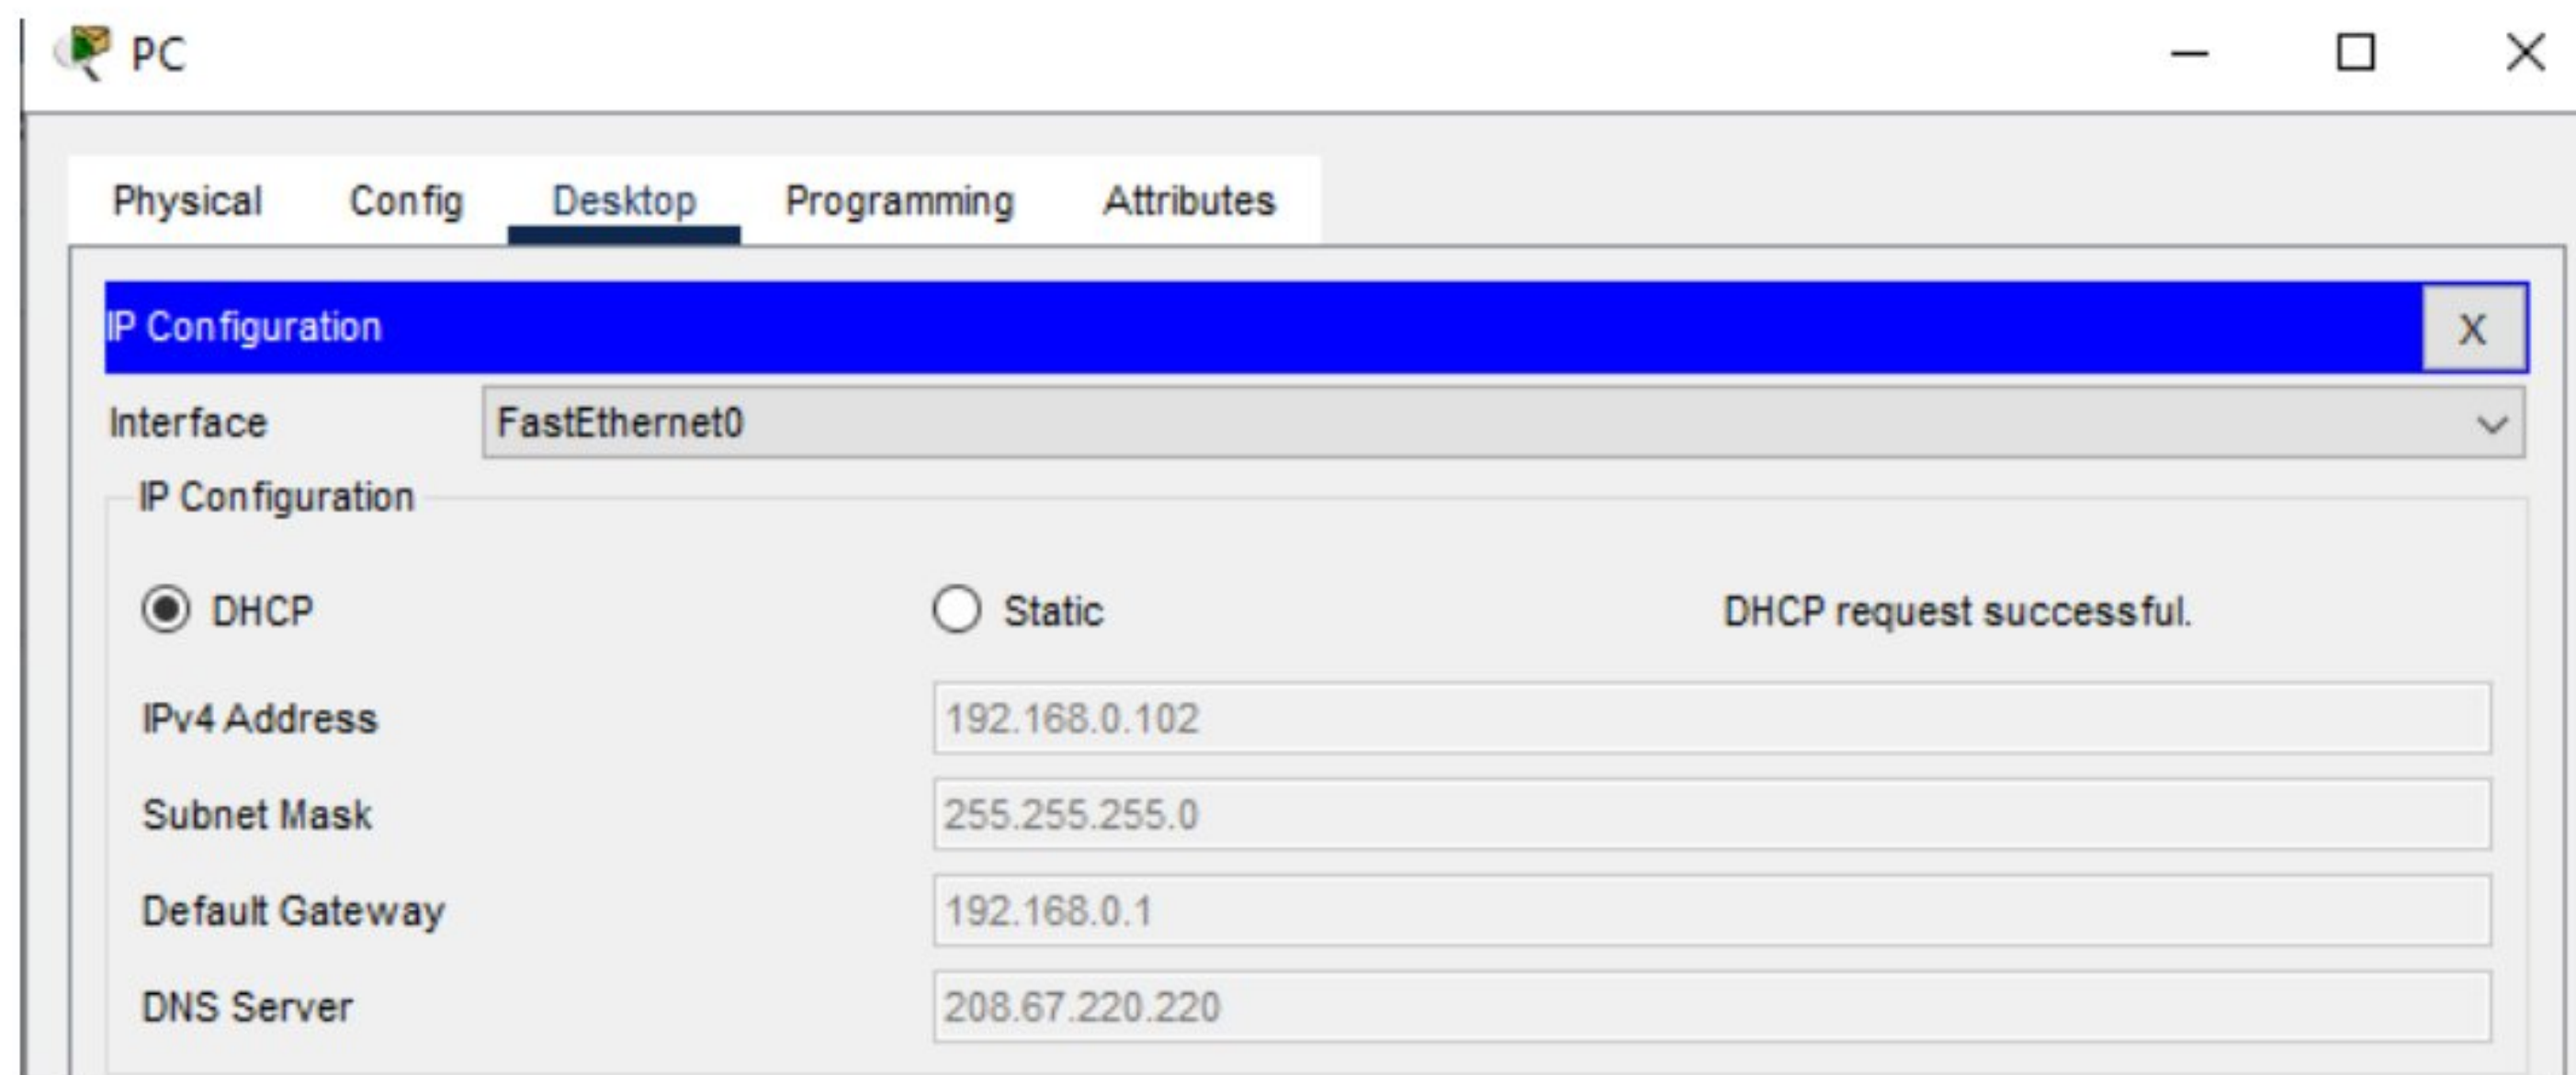 PC
Physical Config Desktop Programming Attributes
IP Configuration X
Interface FastEthernet0
IP Configuration
DHCP Static DHCP request successful.
IPv4 Address 192.168.0.102
Subnet Mask 255.255.255.0
Default Gateway 192.168.0.1
DNS Server 208.67.220.220